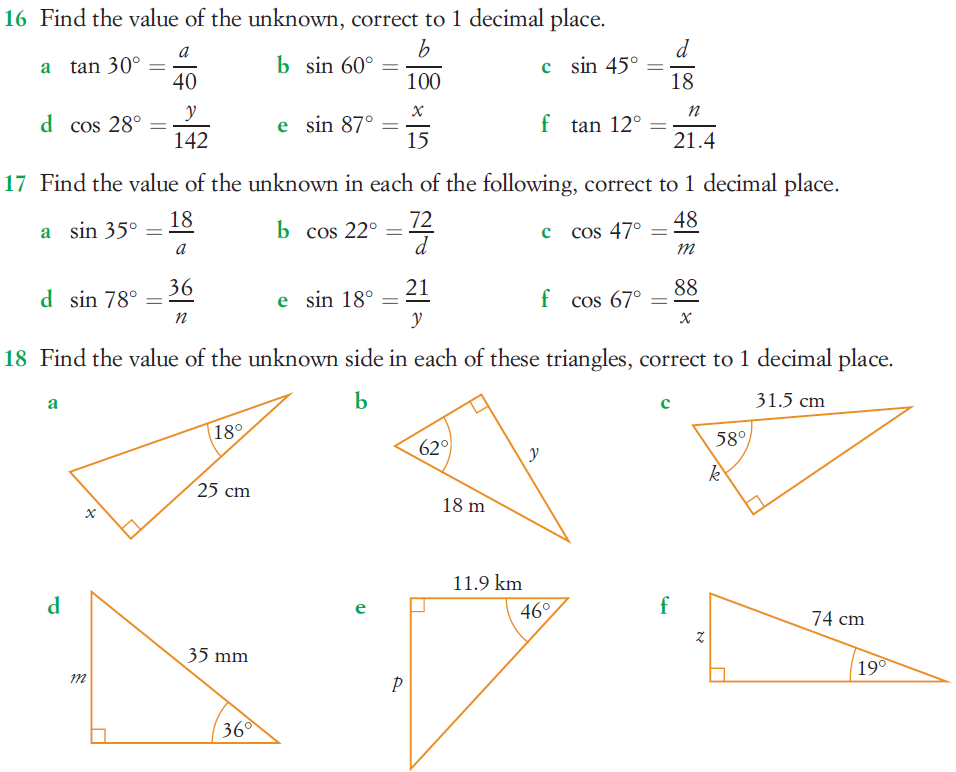 16 Find the value of the unknown, correct to 1 decimal place.
a tan 30° = a/40 b sin 60° = b/100 c sin 45° = d/18
d cos 28° = y/142 e sin 87° = x/15 f tan 12° = n/21.4
17 Find the value of the unknown in each of the following, correct to 1 decimal place.
a sin 35° = 18/a b cos 22° = 72/d c cos 47° = 48/m
d sin 78° = 36/n e sin 18° = 21/y f cos 67° = 88/x
18 Find the value of the unknown side in each of these triangles, correct to 1 decimal place.
a 18° 25 cm x
b 62° y 18 m
c 31.5 cm 58° k
d 35 mm m 36°
e 11.9 km 46° p
f 74 cm z 19°